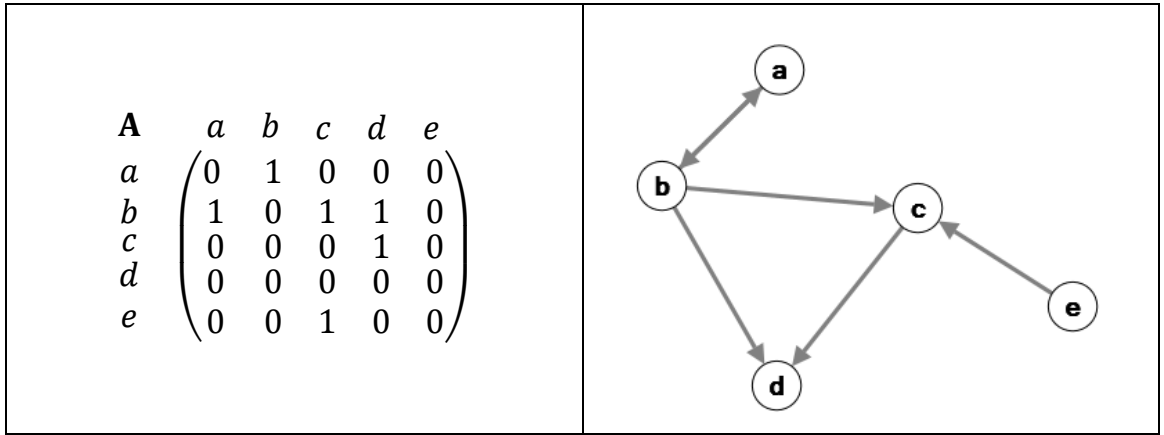 A a b c d e
a 0 1 0 0 0
b 1 0 1 1 0
c 0 0 0 1 0
d 0 0 0 0 0
e 0 0 1 0 0
a
b
c
e
d